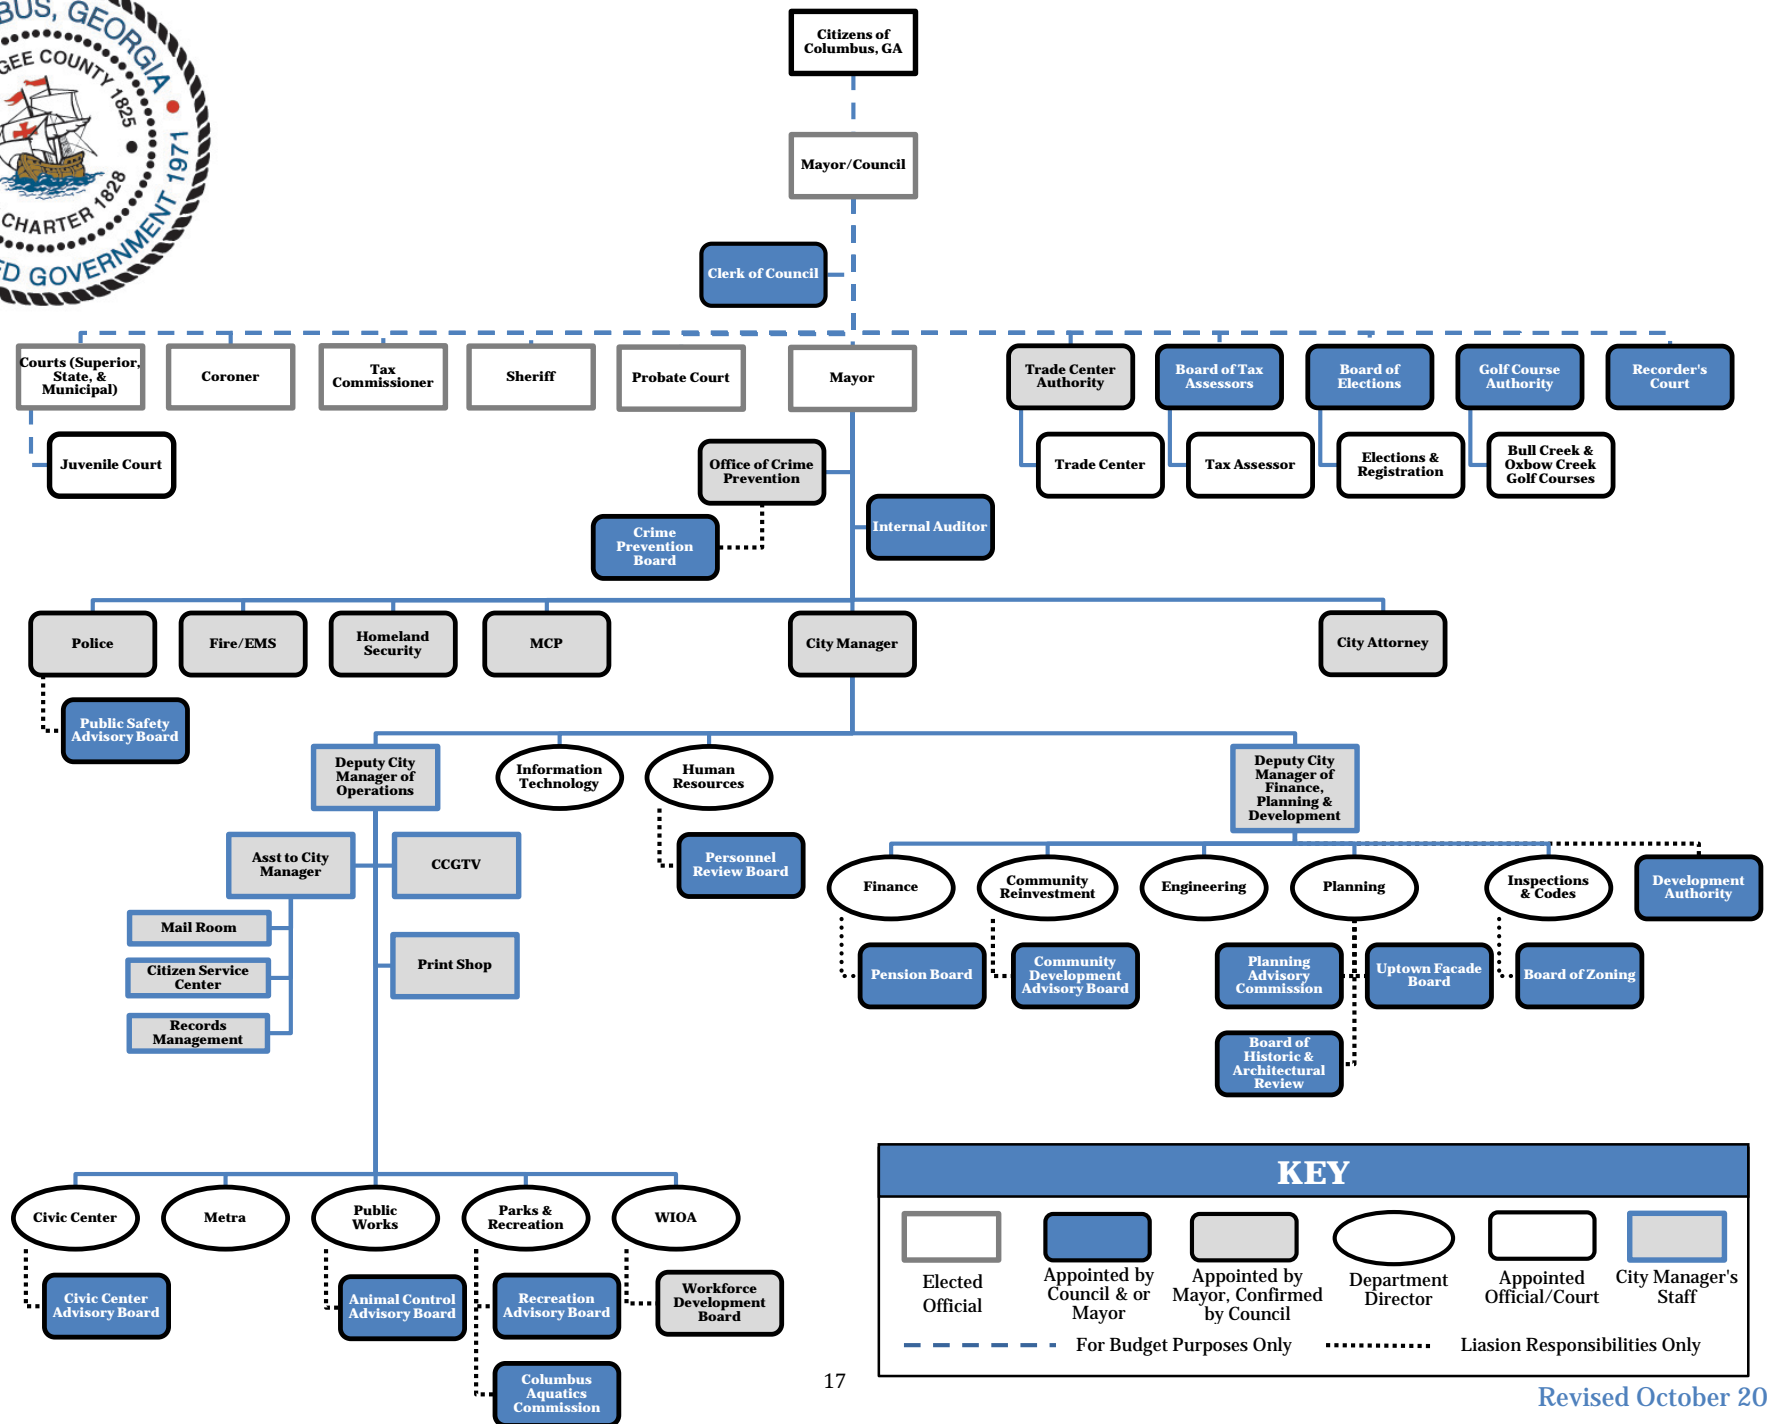 BUS, GEORGIA
GEE COUNTY 1825
CHARTER 1828
ED GOVERNMENT 1971
Citizens of
Columbus, GA
Mayor/Council
Clerk of Council
Courts (Superior,
State, &
Municipal)
Coroner
Tax
Commissioner
Sheriff
Probate Court
Mayor
Trade Center
Authority
Board of Tax
Assessors
Board of
Elections
Golf Course
Authority
Recorder's
Court
Juvenile Court
Office of Crime
Prevention
Trade Center
Tax Assessor
Elections &
Registration
Bull Creek &
Oxbow Creek
Golf Courses
Crime
Prevention
Board
Internal Auditor
Police
Fire/EMS
Homeland
Security
MCP
City Manager
City Attorney
Public Safety
Advisory Board
Deputy City
Manager of
Operations
Information
Technology
Human
Resources
Deputy City
Manager of
Finance,
Planning &
Development
Asst to City
Manager
CCGTV
Personnel
Review Board
Finance
Community
Reinvestment
Engineering
Planning
Inspections
& Codes
Development
Authority
Mail Room
Citizen Service
Center
Records
Management
Print Shop
Pension Board
Community
Development
Advisory Board
Planning
Advisory
Commission
Uptown Facade
Board
Board of Zoning
Board of
Historic &
Architectural
Review
Civic Center
Metra
Public
Works
Parks &
Recreation
WIOA
Civic Center
Advisory Board
Animal Control
Advisory Board
Recreation
Advisory Board
Workforce
Development
Board
Columbus
Aquatics
Commission
KEY
Elected
Official
Appointed by
Council & or
Mayor
Appointed by
Mayor, Confirmed
by Council
Department
Director
Appointed
Official/Court
City Manager's
Staff
For Budget Purposes Only
Liasion Responsibilities Only
17
Revised October 20